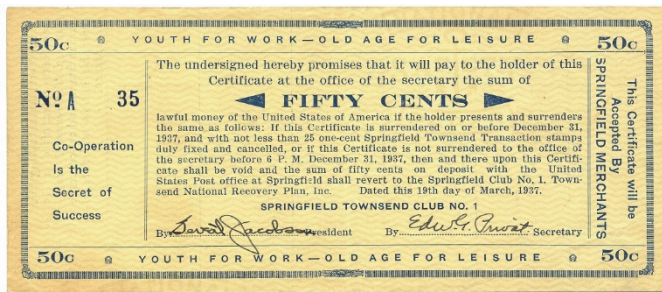 50c YOUTH FOR WORK—OLD AGE FOR LEISURE 50c
The undersigned hereby promises that it will pay to the holder of this
Certificate at the office of the secretary the sum of
No A 35
FIFTY CENTS
lawful money of the United States of America if the holder presents and surrenders
the same as follows: If this Certificate is surrendered on or before December 31,
1937, and with not less than 25 one-cent Springfield Townsend Transaction stamps
duly fixed and cancelled, or if this Certificate is not surrendered to the office of
the secretary before 6 P. M. December 31, 1937, then and there upon this Certifi-
cate shall be void and the sum of fifty cents on deposit with the United
States Post office at Springfield shall revert to the Springfield Club No. 1, Town-
send National Recovery Plan, Inc. Dated this 19th day of March, 1937.
Co-Operation
Is the
Secret of
Success
SPRINGFIELD TOWNSEND CLUB NO. 1
By Jacobson resident By Edw. G. Privat Secretary
This Certificate will be
Accepted By
SPRINGFIELD MERCHANTS
50c YOUTH FOR WORK—OLD AGE FOR LEISURE 50c